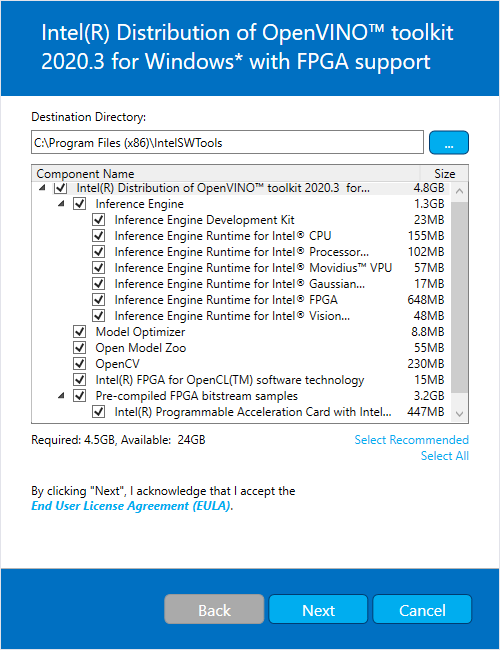 Intel(R) Distribution of OpenVINO™ toolkit
2020.3 for Windows* with FPGA support
Destination Directory:
C:\Program Files (x86)\IntelSWTools
...
Component Name Size
Intel(R) Distribution of OpenVINO™ toolkit 2020.3 for... 4.8GB
Inference Engine 1.3GB
Inference Engine Development Kit 23MB
Inference Engine Runtime for Intel® CPU 155MB
Inference Engine Runtime for Intel® Processor... 102MB
Inference Engine Runtime for Intel® Movidius™ VPU 57MB
Inference Engine Runtime for Intel® Gaussian... 17MB
Inference Engine Runtime for Intel® FPGA 648MB
Inference Engine Runtime for Intel® Vision... 48MB
Model Optimizer 8.8MB
Open Model Zoo 55MB
OpenCV 230MB
Intel(R) FPGA for OpenCL(TM) software technology 15MB
Pre-compiled FPGA bitstream samples 3.2GB
Intel(R) Programmable Acceleration Card with Intel... 447MB
Required: 4.5GB, Available: 24GB
Select Recommended
Select All
By clicking "Next", I acknowledge that I accept the
End User License Agreement (EULA).
Back Next Cancel